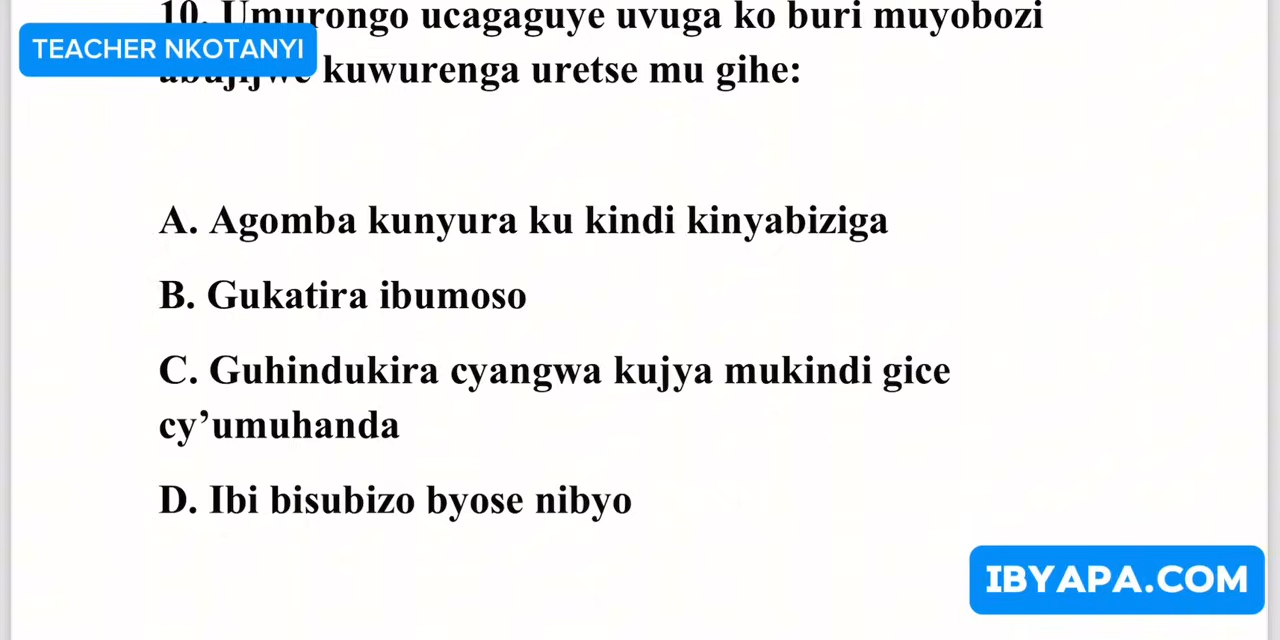 10. Umurongo ucagaguye uvuga ko buri muyobozi
TEACHER NKOTANYI
kuwurenga uretse mu gihe:
A. Agomba kunyura ku kindi kinyabiziga
B. Gukatira ibumoso
C. Guhindukira cyangwa kujya mukindi gice
cy’umuhanda
D. Ibi bisubizo byose nibyo
IBYAPA.COM